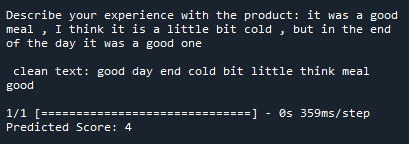 Describe your experience with the product: it was a good
meal , I think it is a little bit cold , but in the end
of the day it was a good one
clean text: good day end cold bit little think meal
good
1/1 [==============================] - 0s 359ms/step
Predicted Score: 4